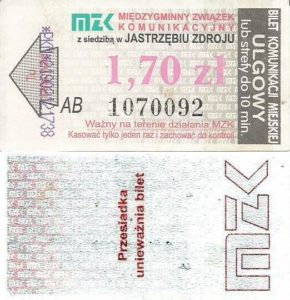 MZK MIĘDZYGMINNY ZWIĄZEK
KOMUNIKACYJNY
z siedzibą w JASTRZĘBIU ZDROJU
1,70 zł
AB 1070092
Ważny na terenie działania MZK
Kasować tylko jeden raz i zachować do kontroli
BILET KOMUNIKACJI MIEJSKIEJ
ULGOWY
lub strefy do 10 min.
Przesiadka
unieważnia bilet
MZK